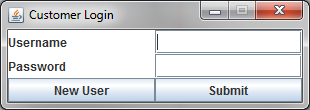 Customer Login
Username
Password
New User Submit